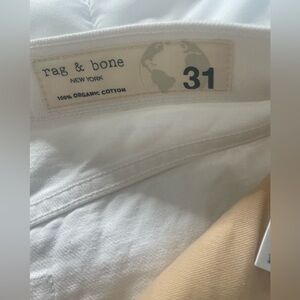 rag & bone
NEW YORK
100% ORGANIC COTTON
31